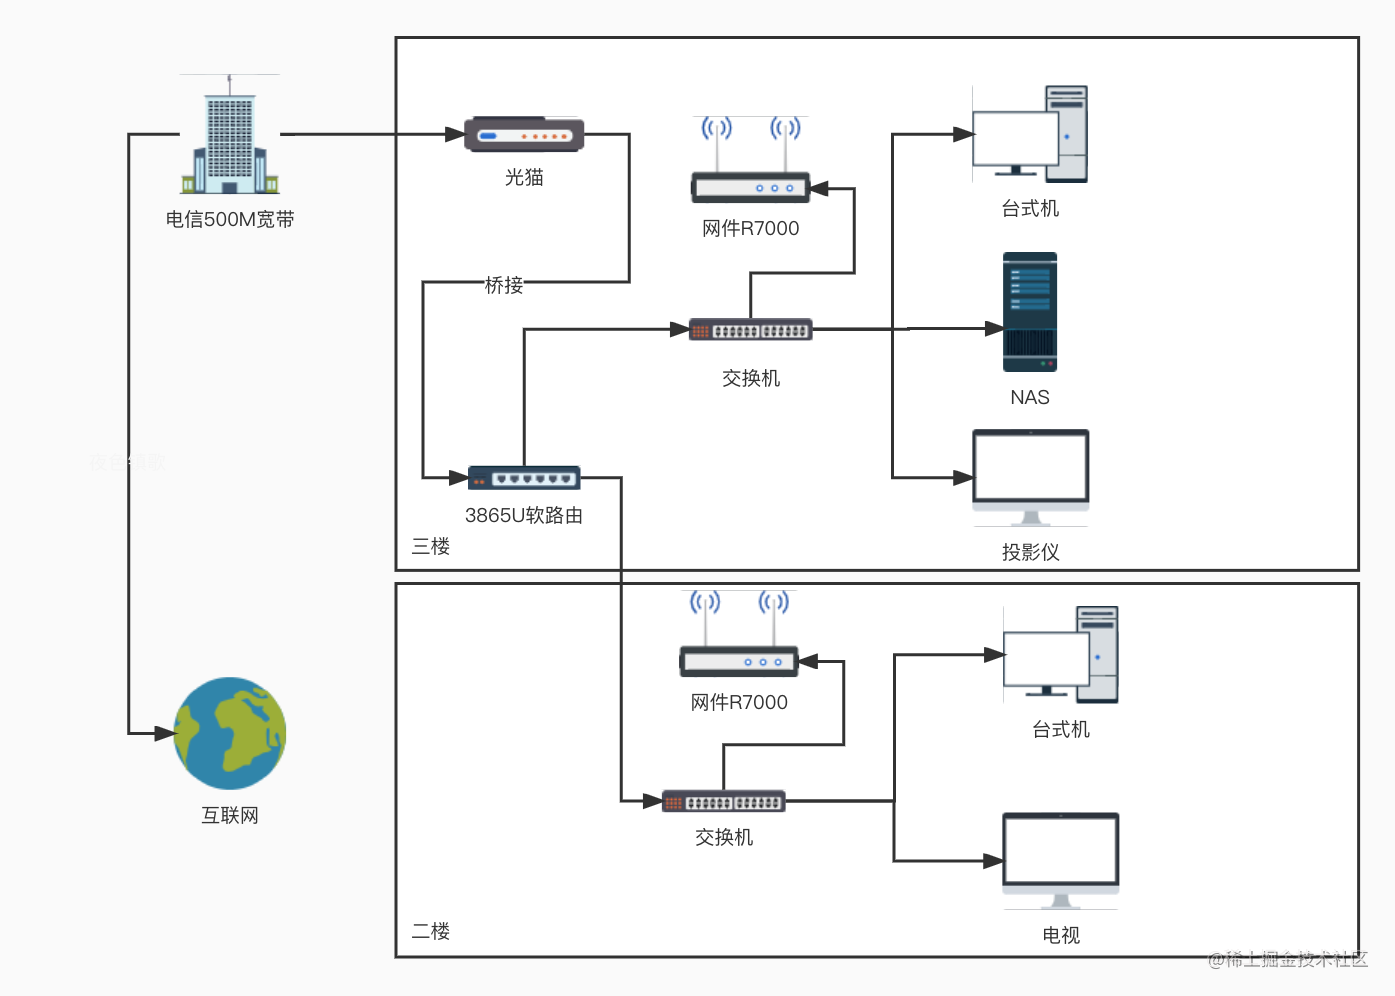 电信500M宽带
光猫
网件R7000
台式机
桥接
交换机
NAS
3865U软路由
投影仪
三楼
网件R7000
台式机
互联网
交换机
二楼
电视
@稀土掘金技术社区